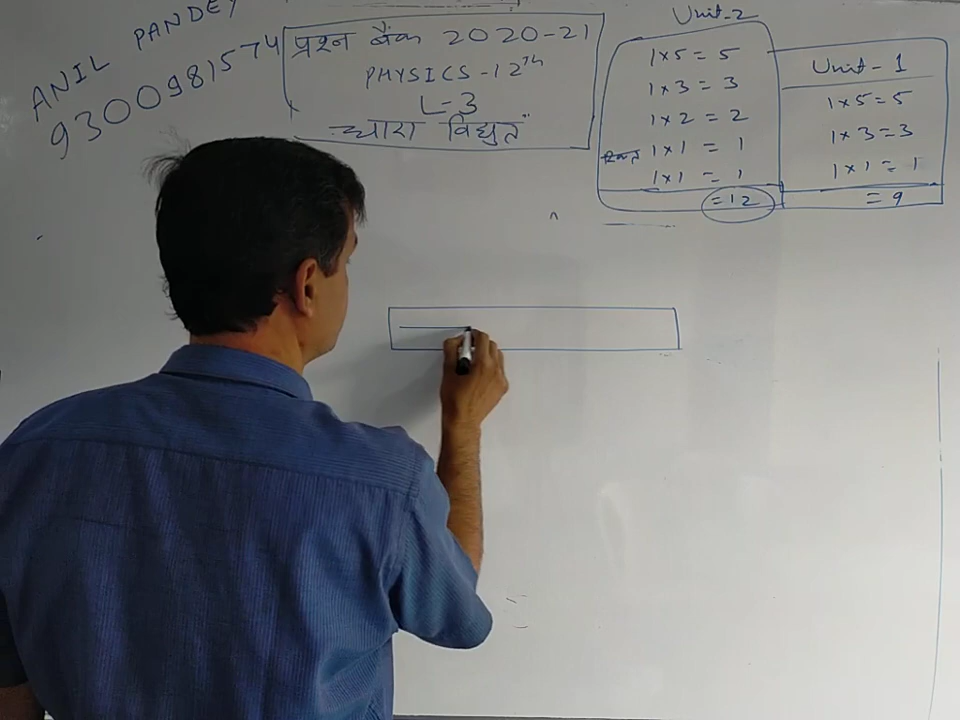 ANIL PANDEY
9300981574
प्रश्न बैंक 2020-21
PHYSICS-12TH
L-3
धारा विद्युत
Unit-2
1×5 = 5
1×3 = 3
1×2 = 2
1×1 = 1
1×1 = 1
=12
Unit-1
1×5=5
1×3=3
1×1=1
=9